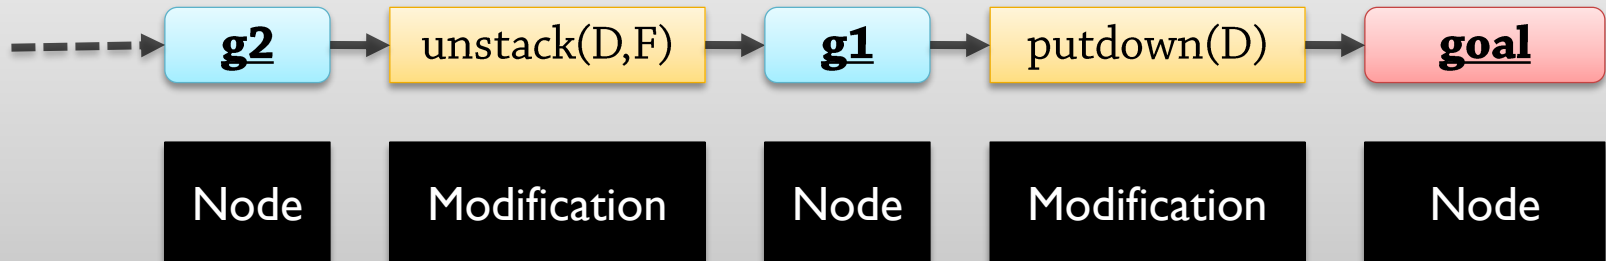 g2 unstack(D,F) g1 putdown(D) goal
Node Modification Node Modification Node